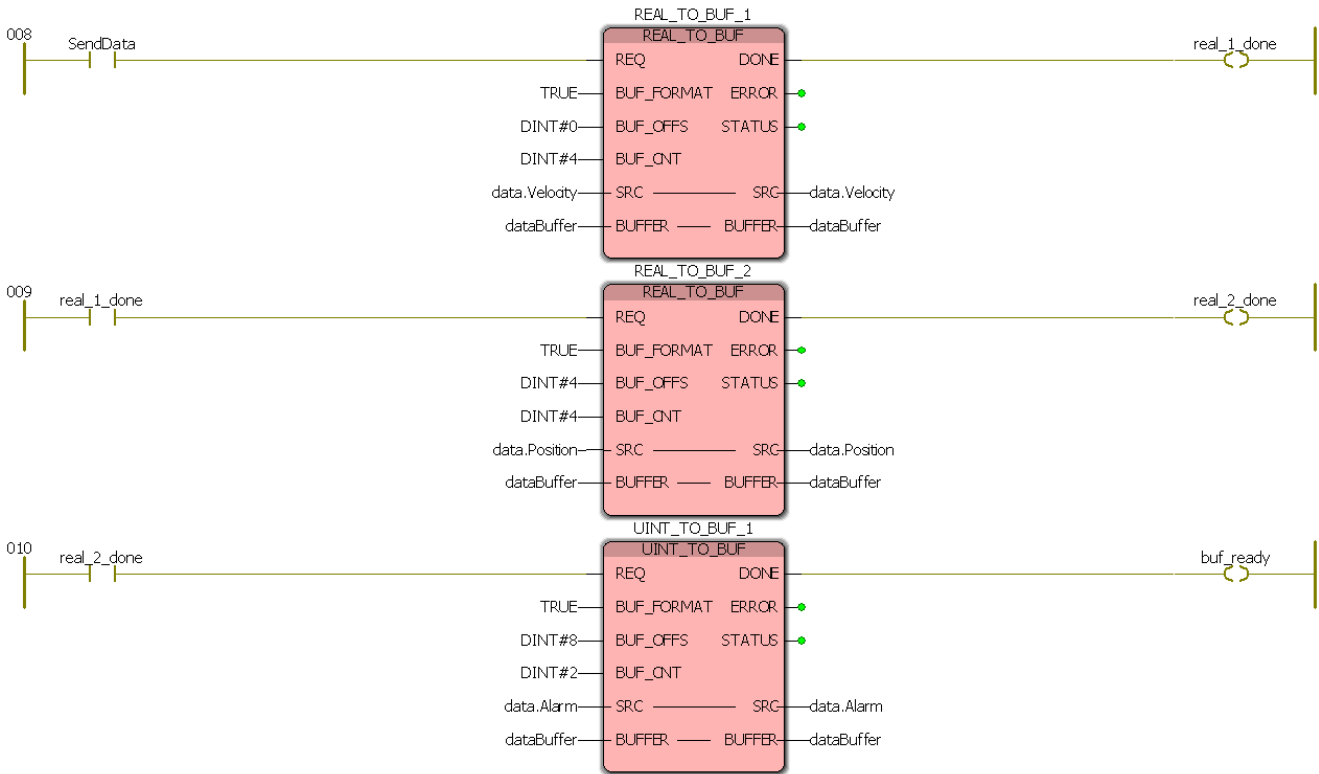 REAL_TO_BUF_1
008 SendData REAL_TO_BUF real_1_done
REQ DONE
TRUE BUF_FORMAT ERROR
DINT#0 BUF_OFFS STATUS
DINT#4 BUF_CNT
data.Velocity SRC SRC data.Velocity
dataBuffer BUFFER BUFFER dataBuffer
REAL_TO_BUF_2
009 real_1_done REAL_TO_BUF real_2_done
REQ DONE
TRUE BUF_FORMAT ERROR
DINT#4 BUF_OFFS STATUS
DINT#4 BUF_CNT
data.Position SRC SRC data.Position
dataBuffer BUFFER BUFFER dataBuffer
UINT_TO_BUF_1
010 real_2_done UINT_TO_BUF buf_ready
REQ DONE
TRUE BUF_FORMAT ERROR
DINT#8 BUF_OFFS STATUS
DINT#2 BUF_CNT
data.Alarm SRC SRC data.Alarm
dataBuffer BUFFER BUFFER dataBuffer